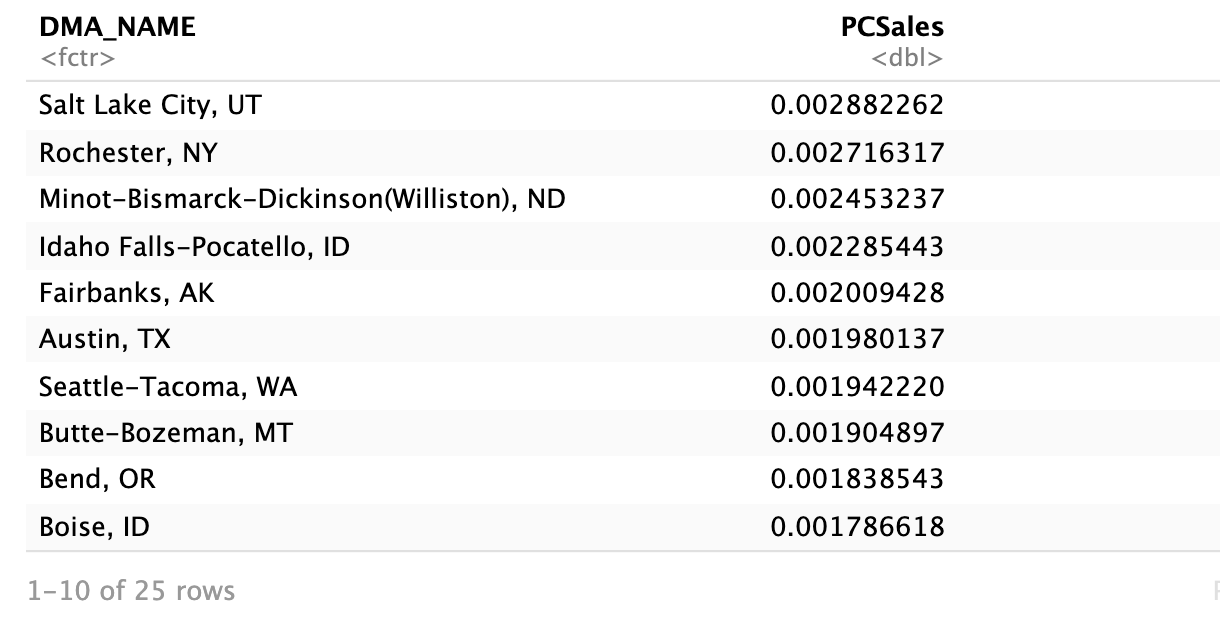 DMA_NAME PCSales
<fctr> <dbl>
Salt Lake City, UT 0.002882262
Rochester, NY 0.002716317
Minot-Bismarck-Dickinson(Williston), ND 0.002453237
Idaho Falls-Pocatello, ID 0.002285443
Fairbanks, AK 0.002009428
Austin, TX 0.001980137
Seattle-Tacoma, WA 0.001942220
Butte-Bozeman, MT 0.001904897
Bend, OR 0.001838543
Boise, ID 0.001786618
1-10 of 25 rows